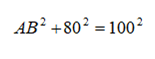 AB² +80² = 100²